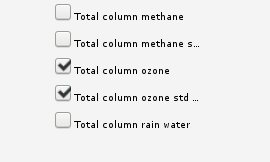 Total column methane
Total column methane s...
Total column ozone
Total column ozone std ...
Total column rain water